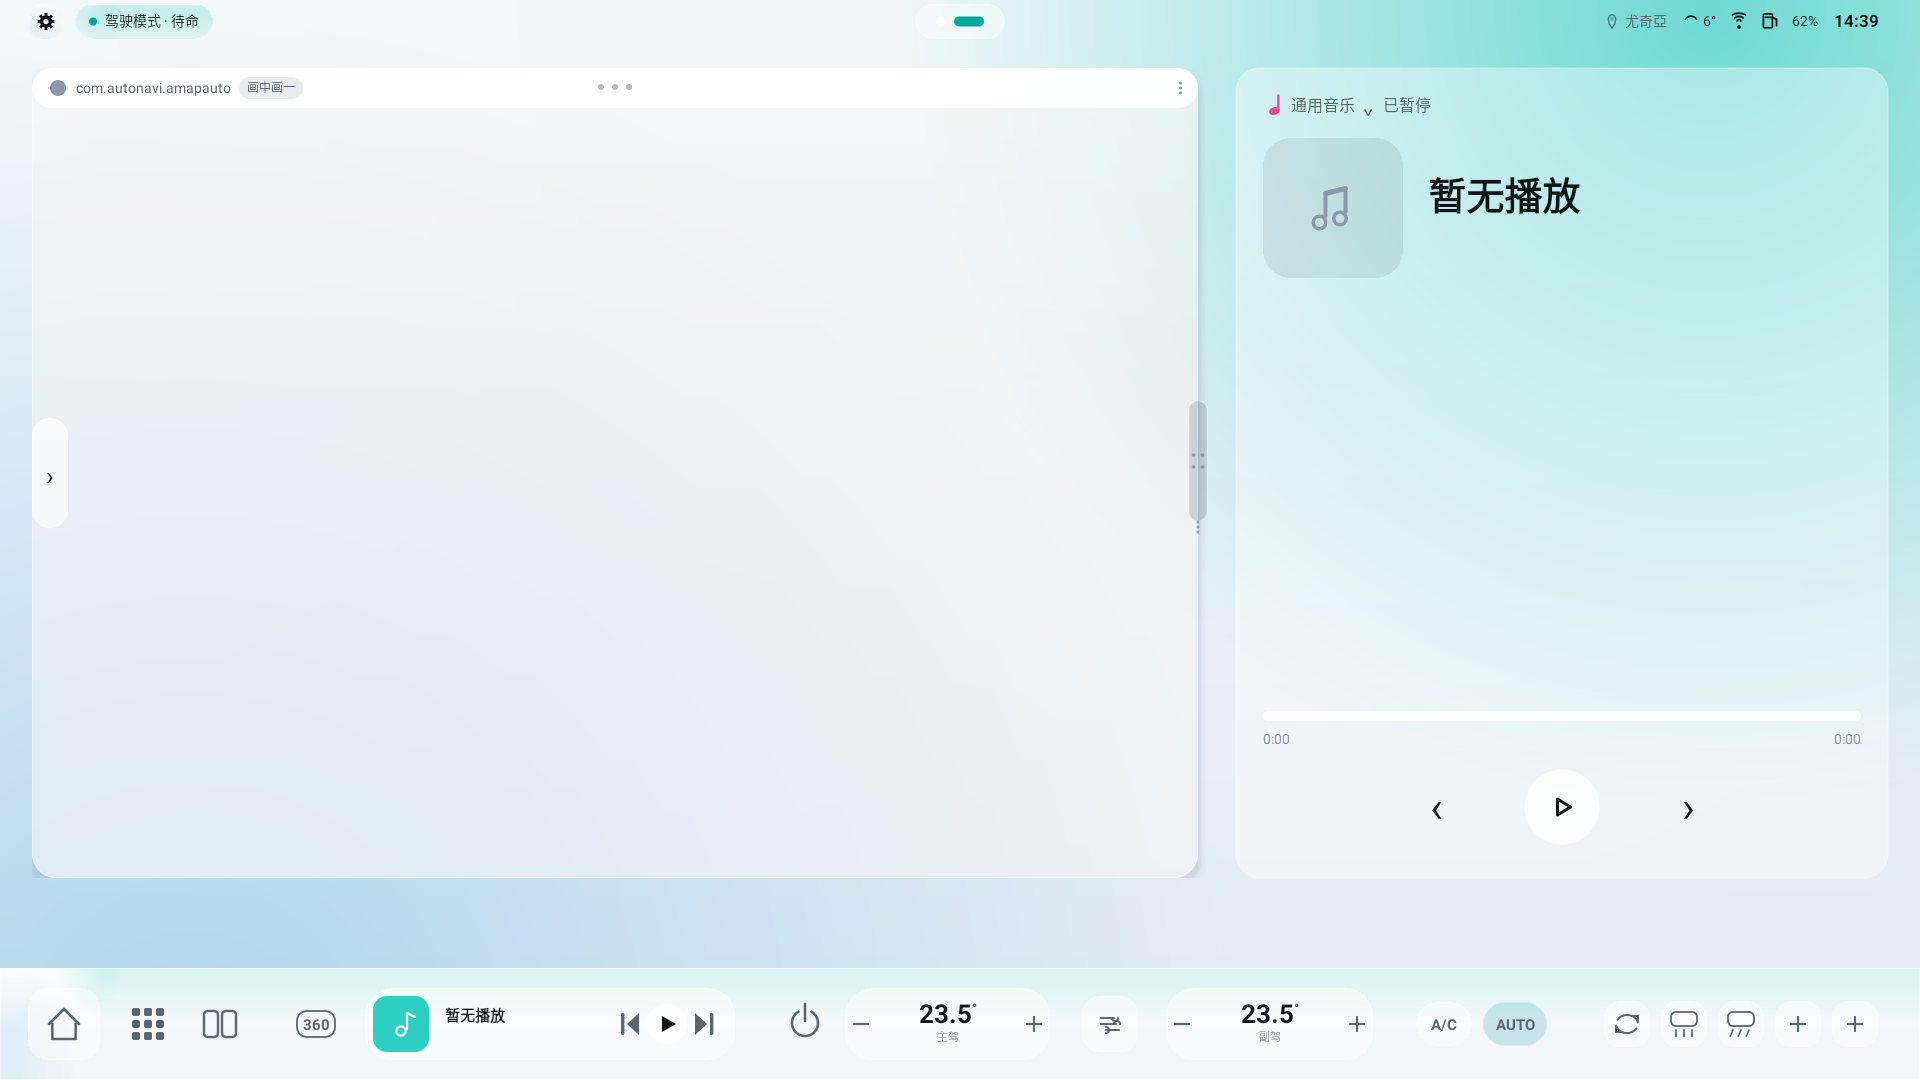 驾驶模式 · 待命
尤奇亞 6° 62% 14:39
com.autonavi.amapauto 画中画一
通用音乐 已暂停
暂无播放
0:00 0:00
360
暂无播放
23.5°
主驾
23.5°
副驾
A/C
AUTO